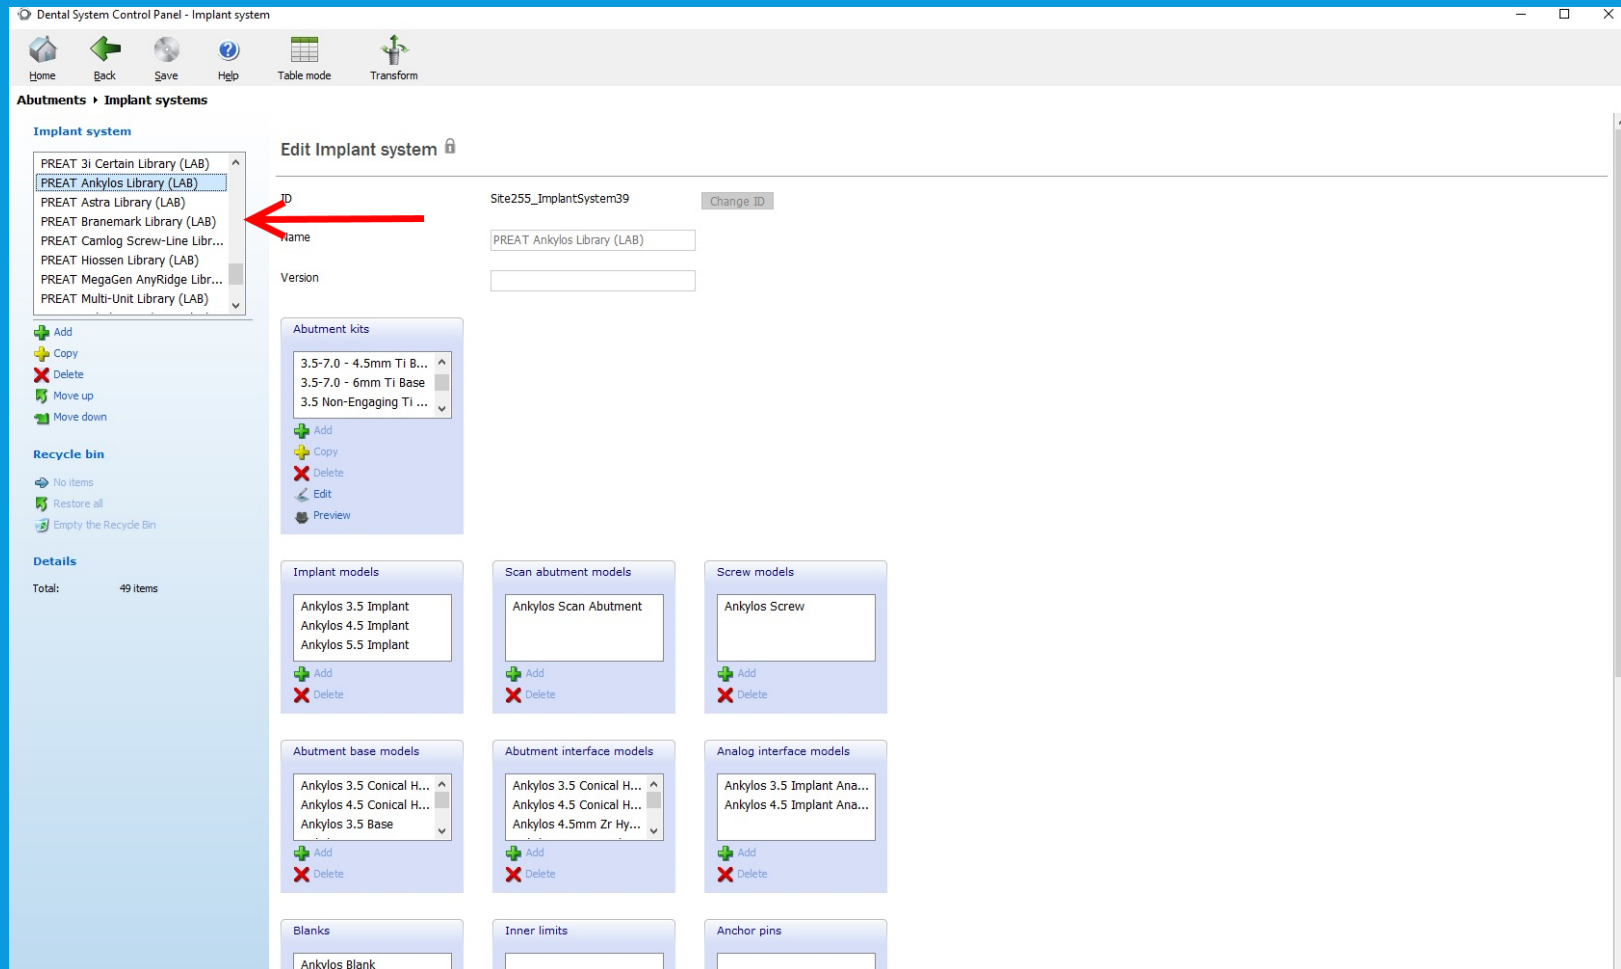 Dental System Control Panel - Implant system
Home Back Save Help Table mode Transform
Abutments Implant systems
Implant system
PREAT 3i Certain Library (LAB)
PREAT Ankylos Library (LAB)
PREAT Astra Library (LAB)
PREAT Branemark Library (LAB)
PREAT Camlog Screw-Line Libr...
PREAT Hiossen Library (LAB)
PREAT MegaGen AnyRidge Libr...
PREAT Multi-Unit Library (LAB)
Add
Copy
Delete
Move up
Move down
Recycle bin
No items
Restore all
Empty the Recycle Bin
Details
Total: 49 items
Edit Implant system
ID Site255_ImplantSystem39 Change ID
Name PREAT Ankylos Library (LAB)
Version
Abutment kits
3.5-7.0 - 4.5mm Ti B...
3.5-7.0 - 6mm Ti Base
3.5 Non-Engaging Ti ...
Add
Copy
Delete
Edit
Preview
Implant models
Ankylos 3.5 Implant
Ankylos 4.5 Implant
Ankylos 5.5 Implant
Add
Delete
Scan abutment models
Ankylos Scan Abutment
Add
Delete
Screw models
Ankylos Screw
Add
Delete
Abutment base models
Ankylos 3.5 Conical H...
Ankylos 4.5 Conical H...
Ankylos 3.5 Base
Add
Delete
Abutment interface models
Ankylos 3.5 Conical H...
Ankylos 4.5 Conical H...
Ankylos 4.5mm Zr Hy...
Add
Delete
Analog interface models
Ankylos 3.5 Implant Ana...
Ankylos 4.5 Implant Ana...
Add
Delete
Blanks
Ankylos Blank
Inner limits
Anchor pins